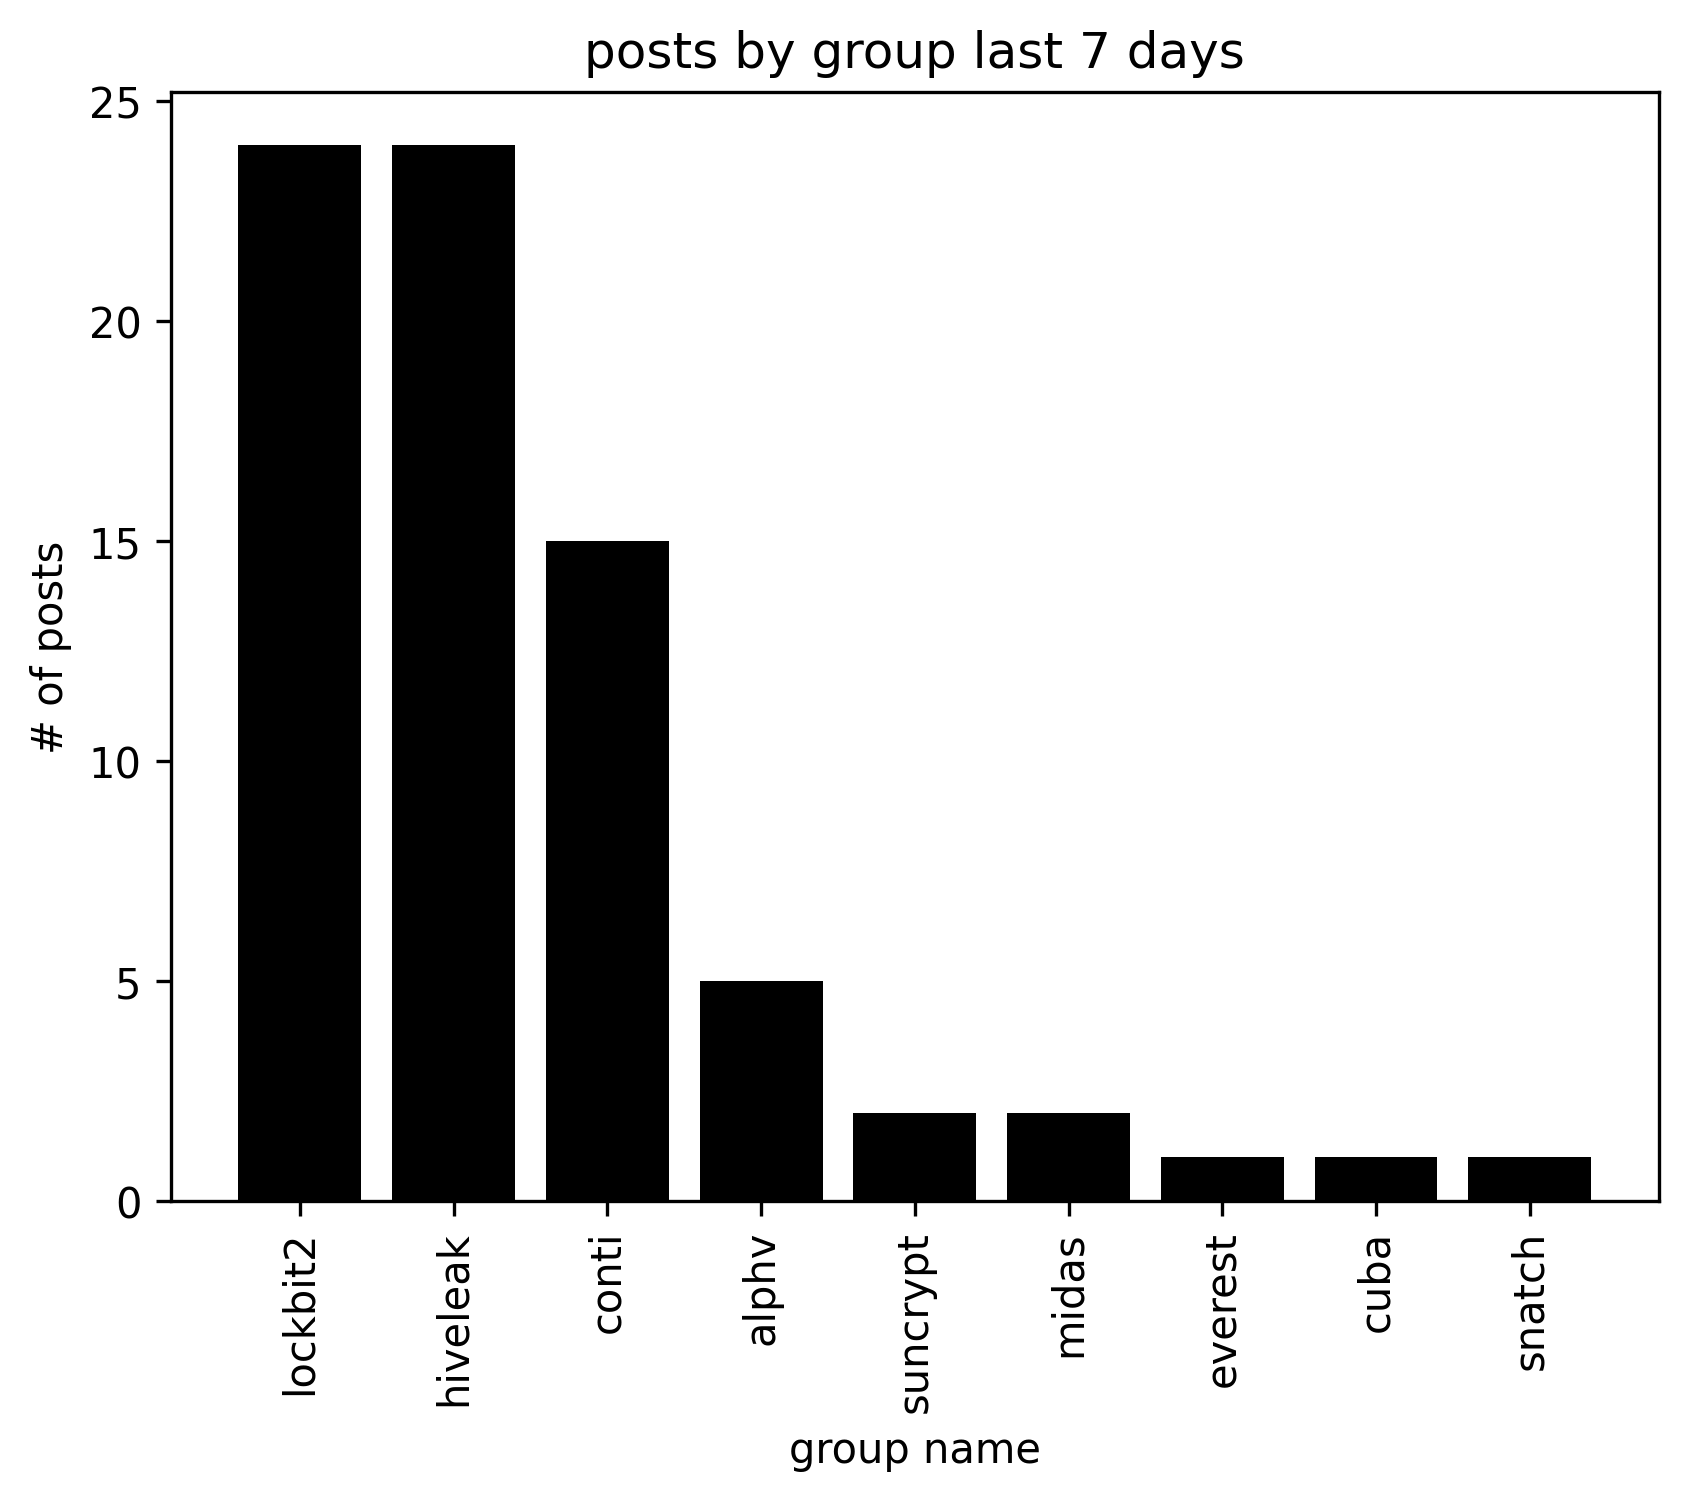 posts by group last 7 days
# of posts
25
20
15
10
5
0
lockbit2
hiveleak
conti
alphv
suncrypt
midas
everest
cuba
snatch
group name